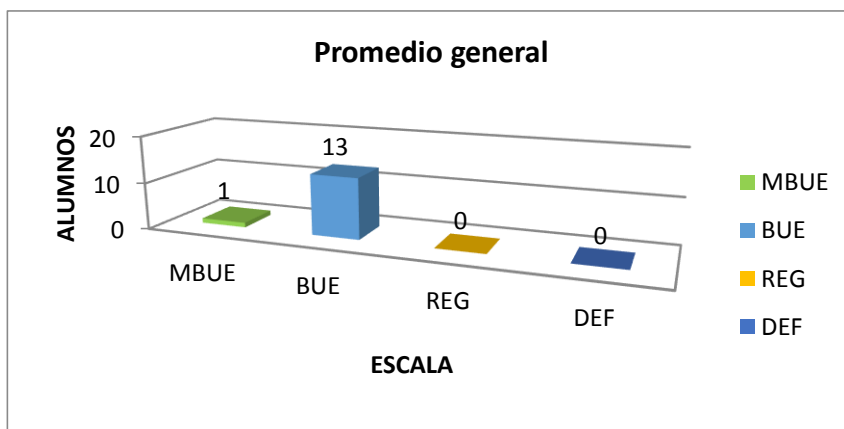 Promedio general
ALUMNOS
20
10
0
1
13
0
0
MBUE
BUE
REG
DEF
ESCALA
MBUE
BUE
REG
DEF